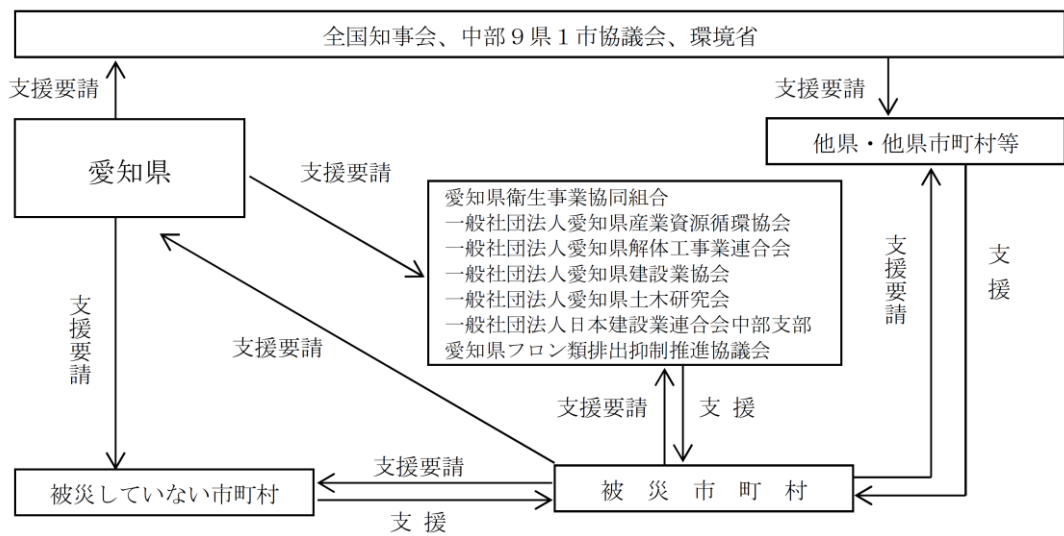 全国知事会、中部９県１市協議会、環境省
支援要請
支援要請
愛知県
他県・他県市町村等
支援要請
愛知県衛生事業協同組合
一般社団法人愛知県産業資源循環協会
一般社団法人愛知県解体工事業連合会
一般社団法人愛知県建設業協会
一般社団法人愛知県土木研究会
一般社団法人日本建設業連合会中部支部
愛知県フロン類排出抑制推進協議会
支援要請
支援
支援要請
支援要請
支援要請
支 援
支援要請
被災していない市町村
被 災 市 町 村
支 援